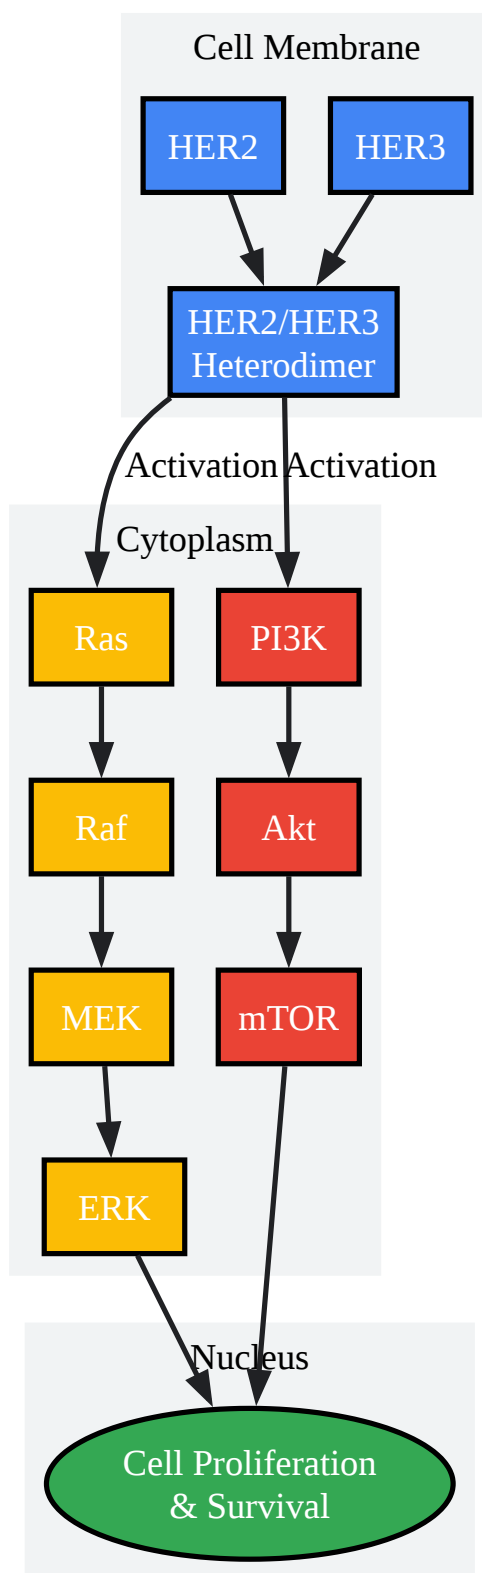 Cell Membrane
HER2
HER3
HER2/HER3
Heterodimer
Activation
Activation
Cytoplasm
Ras
PI3K
Raf
Akt
MEK
mTOR
ERK
Nucleus
Cell Proliferation
& Survival